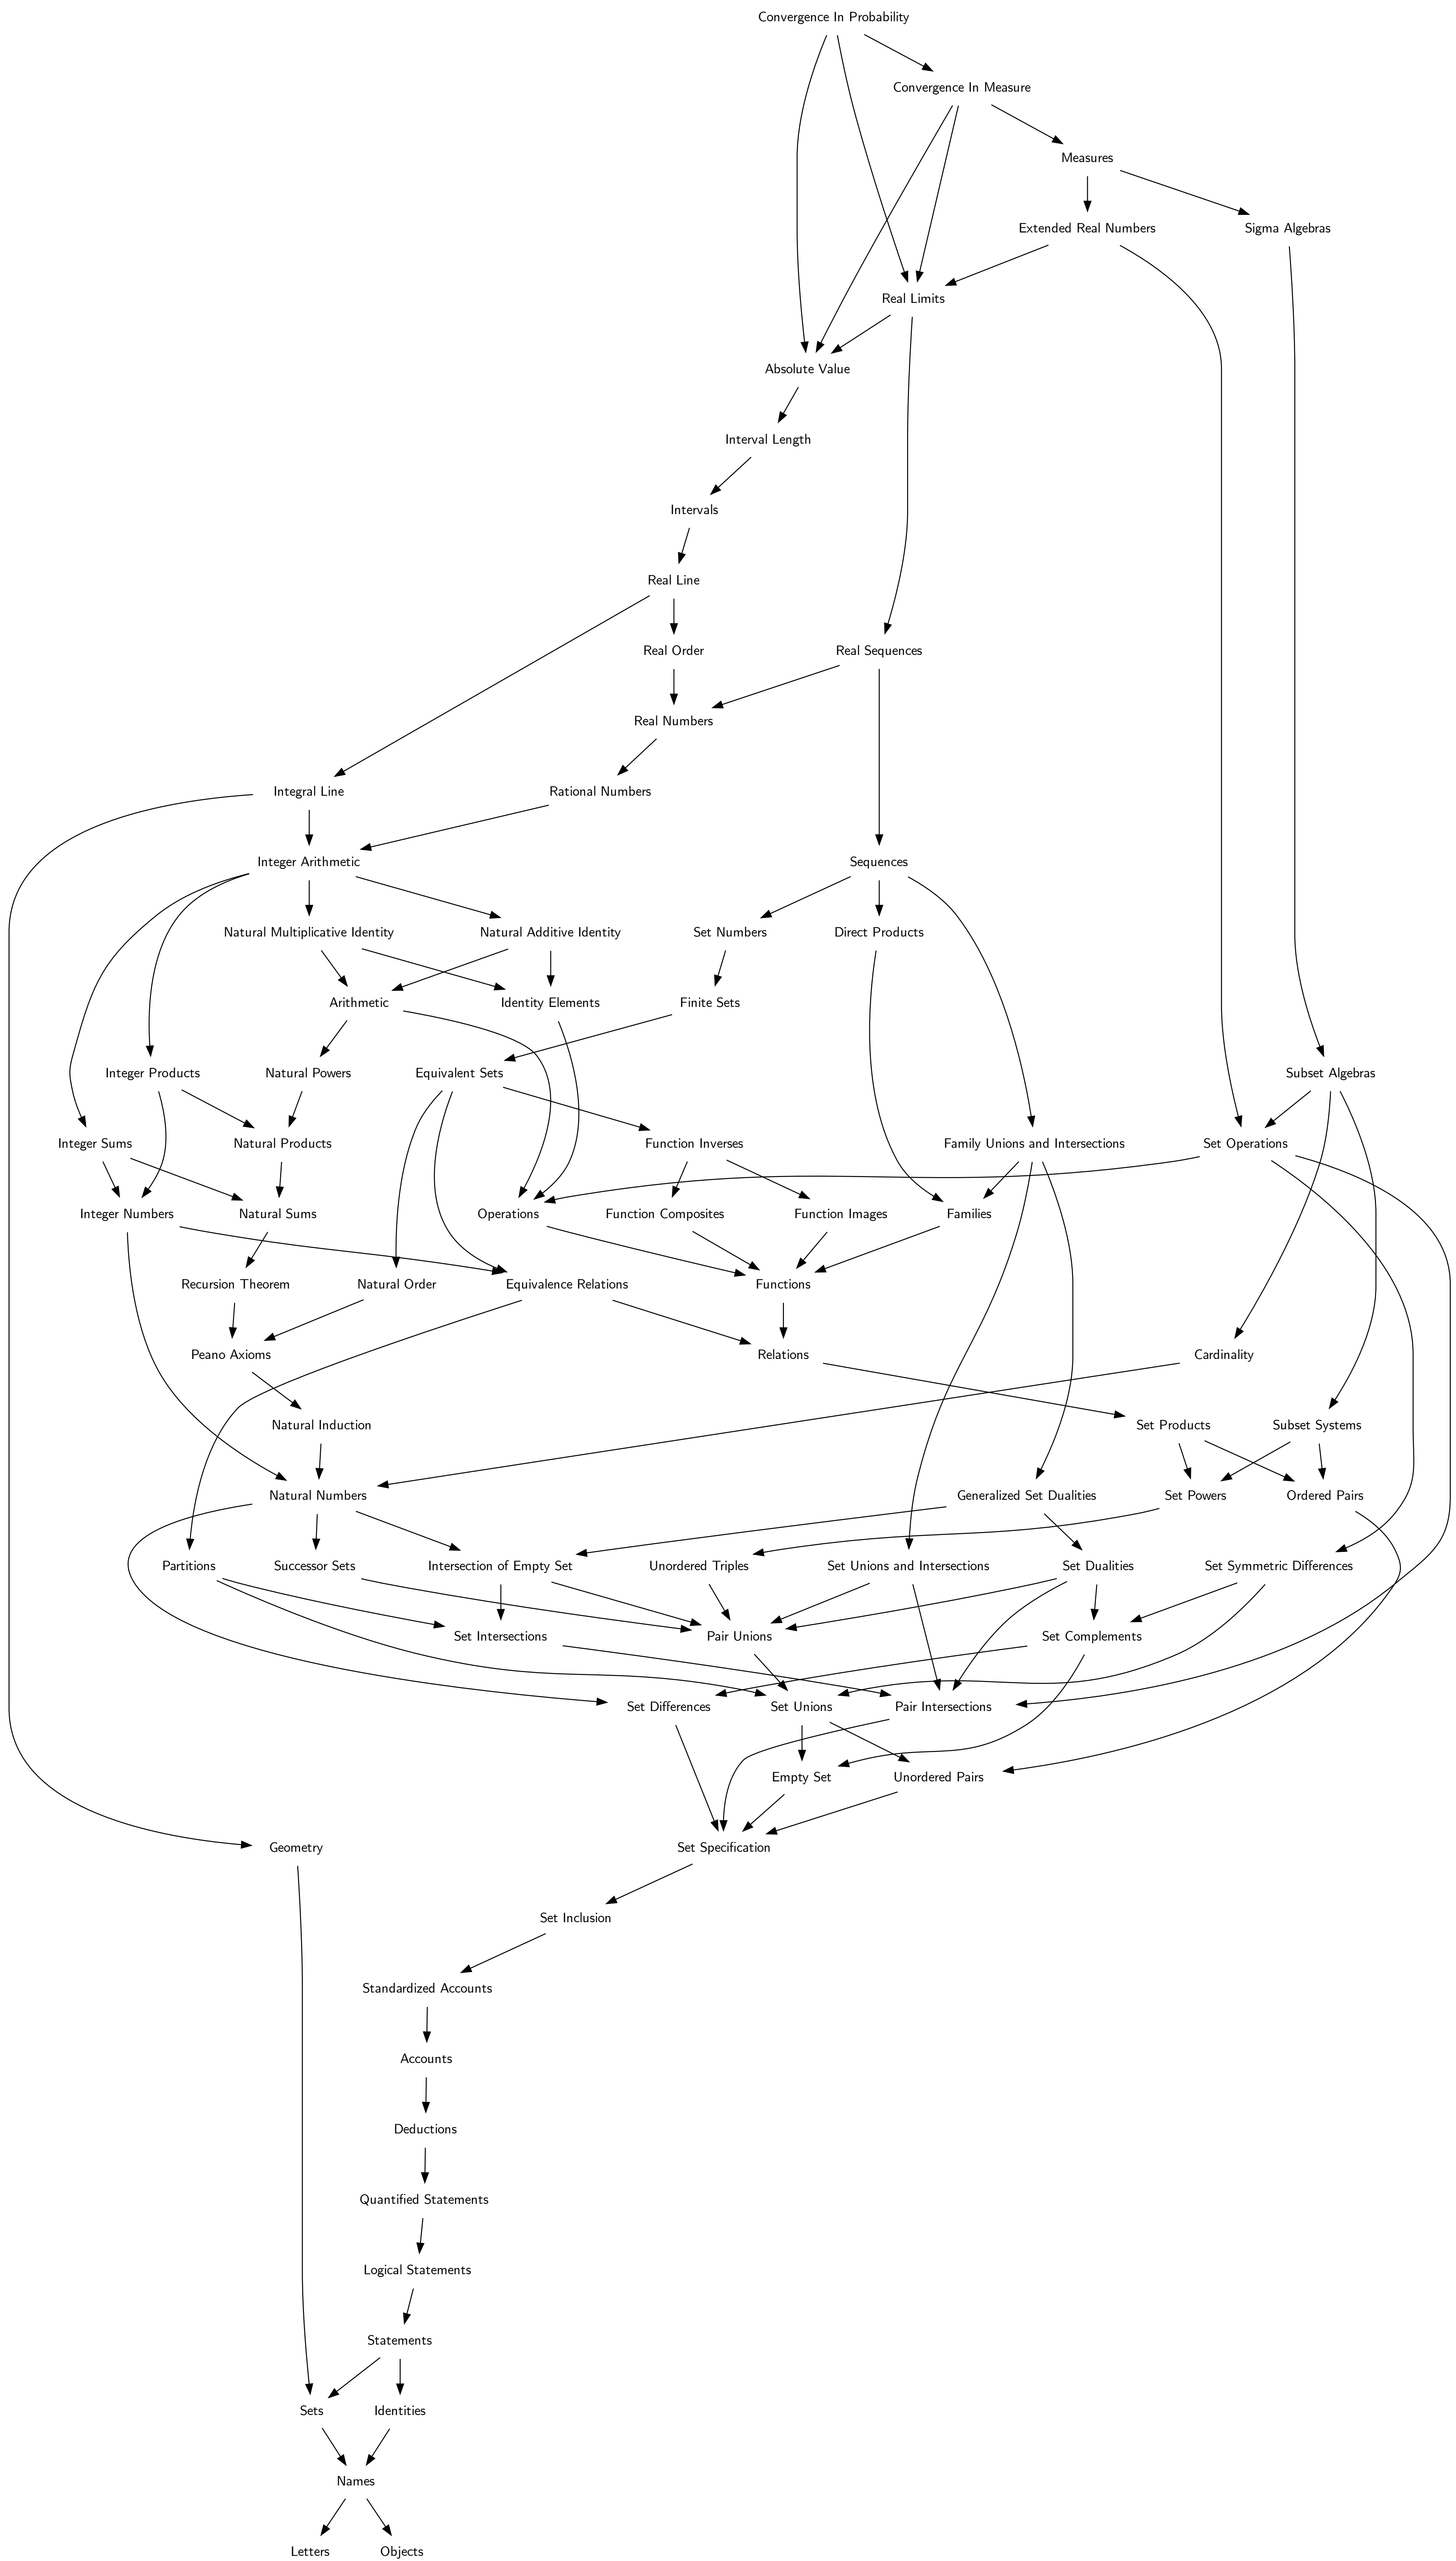 Convergence In Probability
Convergence In Measure
Measures
Extended Real Numbers
Sigma Algebras
Real Limits
Absolute Value
Interval Length
Intervals
Real Line
Real Order
Real Sequences
Real Numbers
Integral Line
Rational Numbers
Integer Arithmetic
Sequences
Natural Multiplicative Identity
Natural Additive Identity
Set Numbers
Direct Products
Arithmetic
Identity Elements
Finite Sets
Integer Products
Natural Powers
Equivalent Sets
Subset Algebras
Integer Sums
Natural Products
Function Inverses
Family Unions and Intersections
Set Operations
Integer Numbers
Natural Sums
Operations
Function Composites
Function Images
Families
Recursion Theorem
Natural Order
Equivalence Relations
Functions
Peano Axioms
Relations
Cardinality
Natural Induction
Set Products
Subset Systems
Natural Numbers
Generalized Set Dualities
Set Powers
Ordered Pairs
Partitions
Successor Sets
Intersection of Empty Set
Unordered Triples
Set Unions and Intersections
Set Dualities
Set Symmetric Differences
Set Intersections
Pair Unions
Set Complements
Set Differences
Set Unions
Pair Intersections
Empty Set
Unordered Pairs
Geometry
Set Specification
Set Inclusion
Standardized Accounts
Accounts
Deductions
Quantified Statements
Logical Statements
Statements
Sets
Identities
Names
Letters
Objects